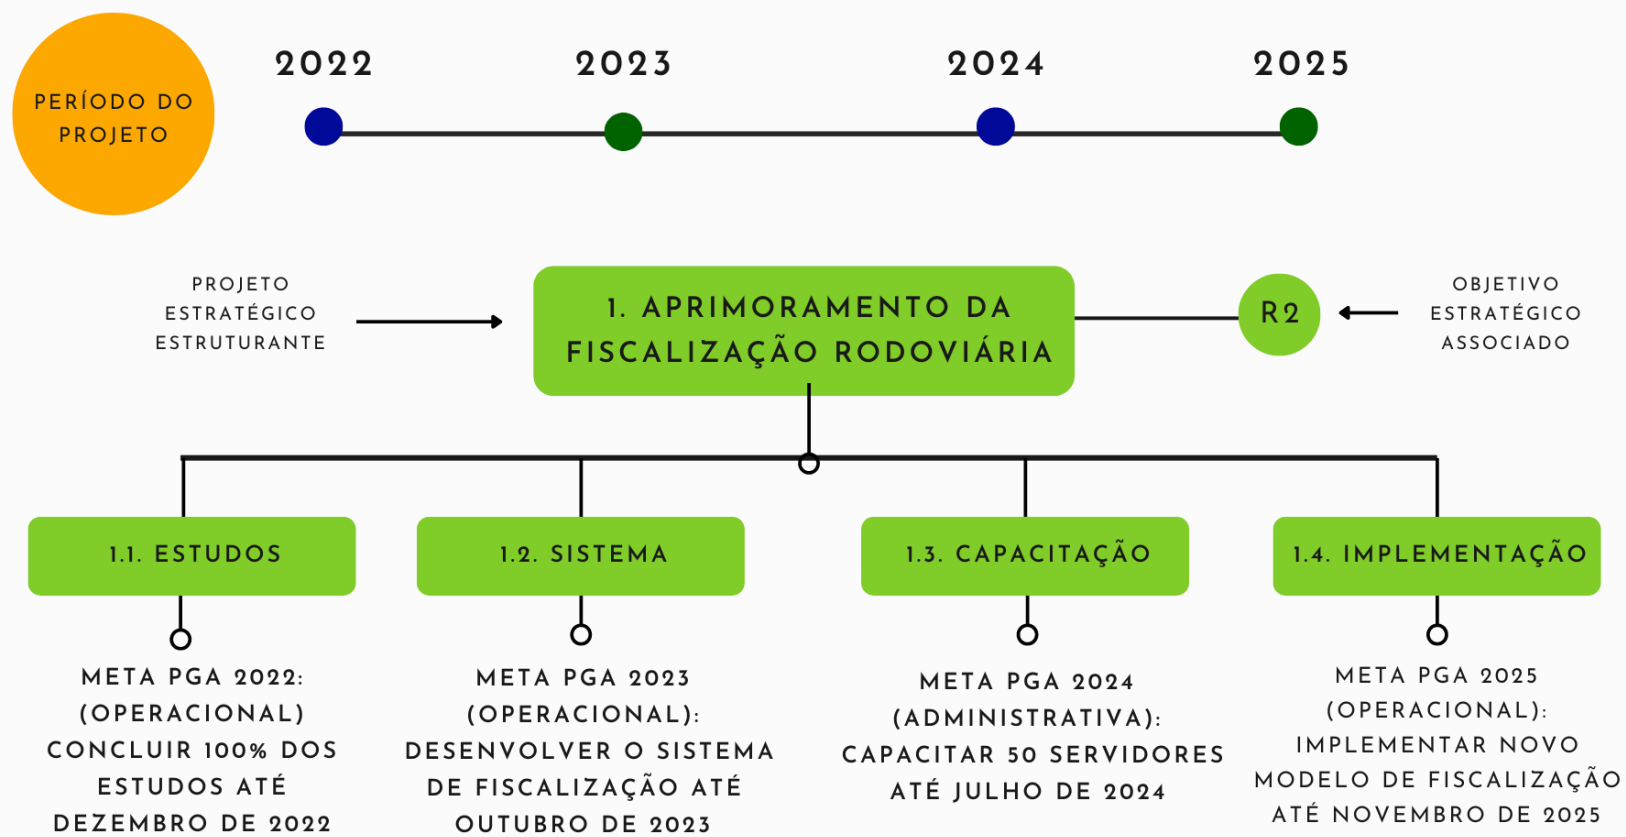 PERÍODO DO
PROJETO
2022
2023
2024
2025
PROJETO
ESTRATÉGICO
ESTRUTURANTE
1. APRIMORAMENTO DA
FISCALIZAÇÃO RODOVIÁRIA
R2
OBJETIVO
ESTRATÉGICO
ASSOCIADO
1.1. ESTUDOS
1.2. SISTEMA
1.3. CAPACITAÇÃO
1.4. IMPLEMENTAÇÃO
META PGA 2022:
(OPERACIONAL)
CONCLUIR 100% DOS
ESTUDOS ATÉ
DEZEMBRO DE 2022
META PGA 2023
(OPERACIONAL):
DESENVOLVER O SISTEMA
DE FISCALIZAÇÃO ATÉ
OUTUBRO DE 2023
META PGA 2024
(ADMINISTRATIVA):
CAPACITAR 50 SERVIDORES
ATÉ JULHO DE 2024
META PGA 2025
(OPERACIONAL):
IMPLEMENTAR NOVO
MODELO DE FISCALIZAÇÃO
ATÉ NOVEMBRO DE 2025